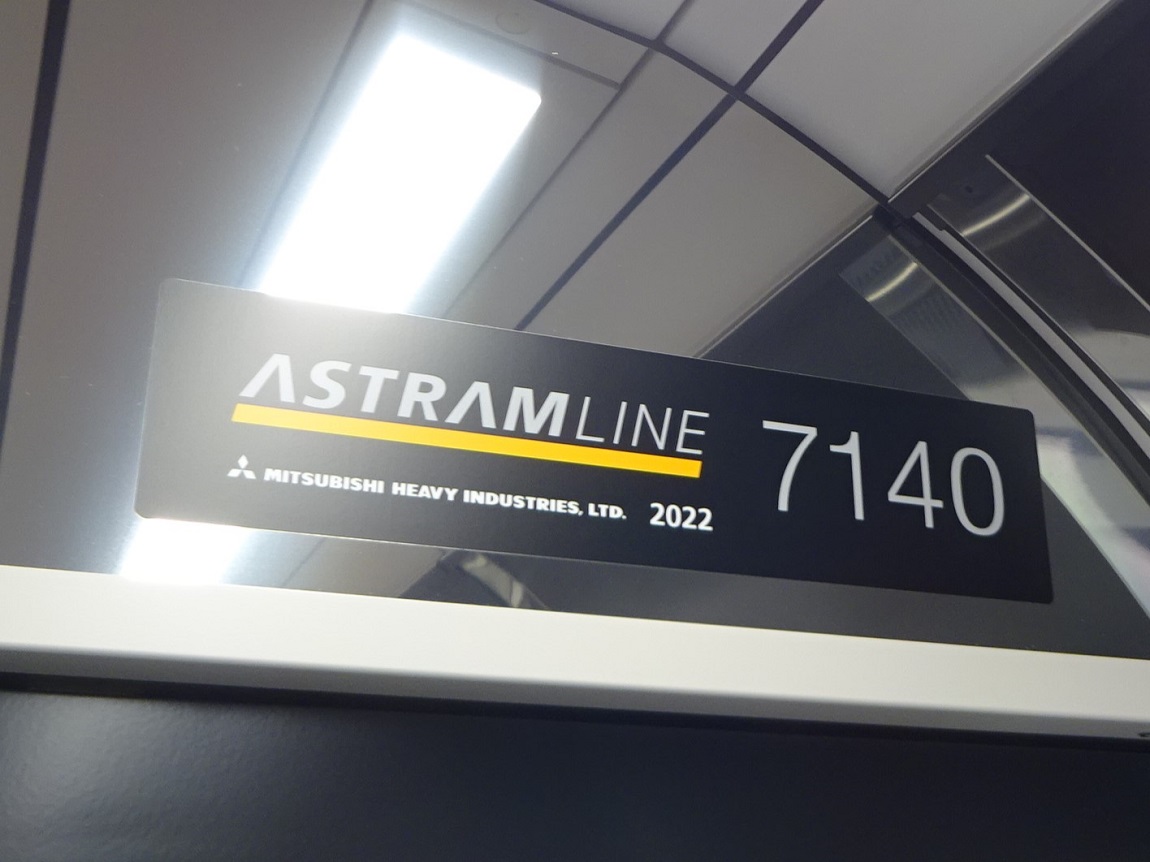 ASTRAMLINE 7140
MITSUBISHI HEAVY INDUSTRIES, LTD. 2022